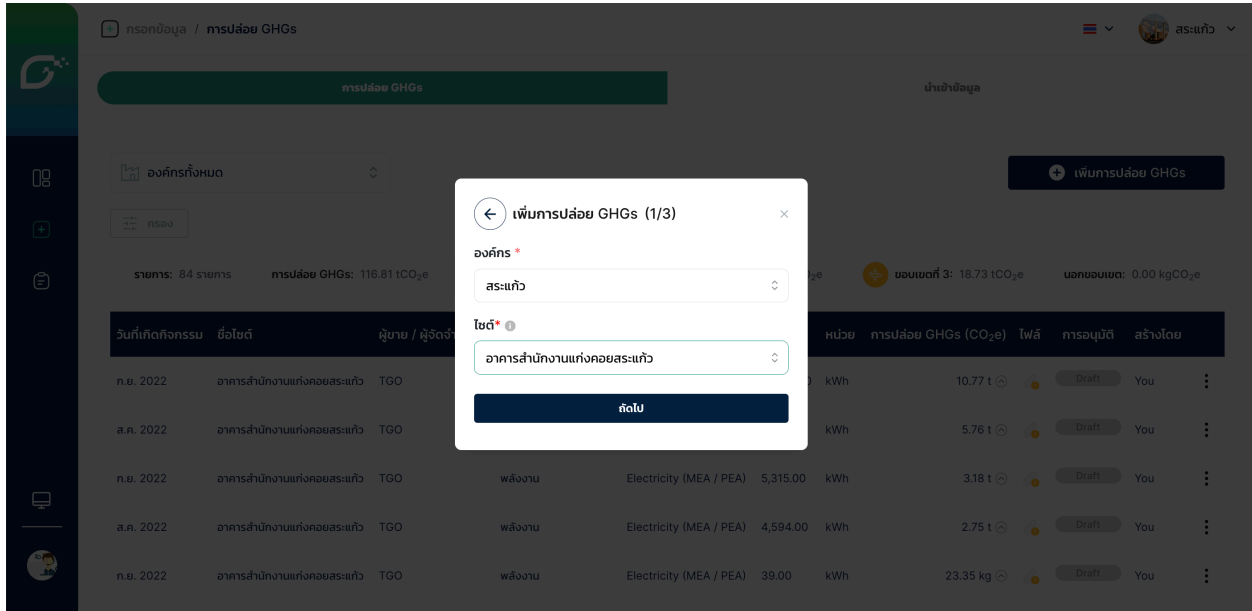 กรอกข้อมูล / การปล่อย GHGs
สระแก้ว
การปล่อย GHGs
นำเข้าข้อมูล
องค์กรทั้งหมด
เพิ่มการปล่อย GHGs
กรอง
เพิ่มการปล่อย GHGs (1/3)
องค์กร *
สระแก้ว
ไซต์*
อาคารสำนักงานแก่งคอยสระแก้ว
ถัดไป
รายการ: 84 รายการ การปล่อย GHGs: 116.81 tCO₂e ขอบเขตที่ 3: 18.73 tCO₂e นอกขอบเขต: 0.00 kgCO₂e
วันที่เกิดกิจกรรม ชื่อไซต์ ผู้ขาย / ผู้จัดจำ หน่วย การปล่อย GHGs (CO₂e) ไฟล์ การอนุมัติ สร้างโดย
ก.ย. 2022 อาคารสำนักงานแก่งคอยสระแก้ว TGO kWh 10.77 t Draft You
ส.ค. 2022 อาคารสำนักงานแก่งคอยสระแก้ว TGO kWh 5.76 t Draft You
ก.ย. 2022 อาคารสำนักงานแก่งคอยสระแก้ว TGO พลังงาน Electricity (MEA / PEA) 5,315.00 kWh 3.18 t Draft You
ส.ค. 2022 อาคารสำนักงานแก่งคอยสระแก้ว TGO พลังงาน Electricity (MEA / PEA) 4,594.00 kWh 2.75 t Draft You
ก.ย. 2022 อาคารสำนักงานแก่งคอยสระแก้ว TGO พลังงาน Electricity (MEA / PEA) 39.00 kWh 23.35 kg Draft You